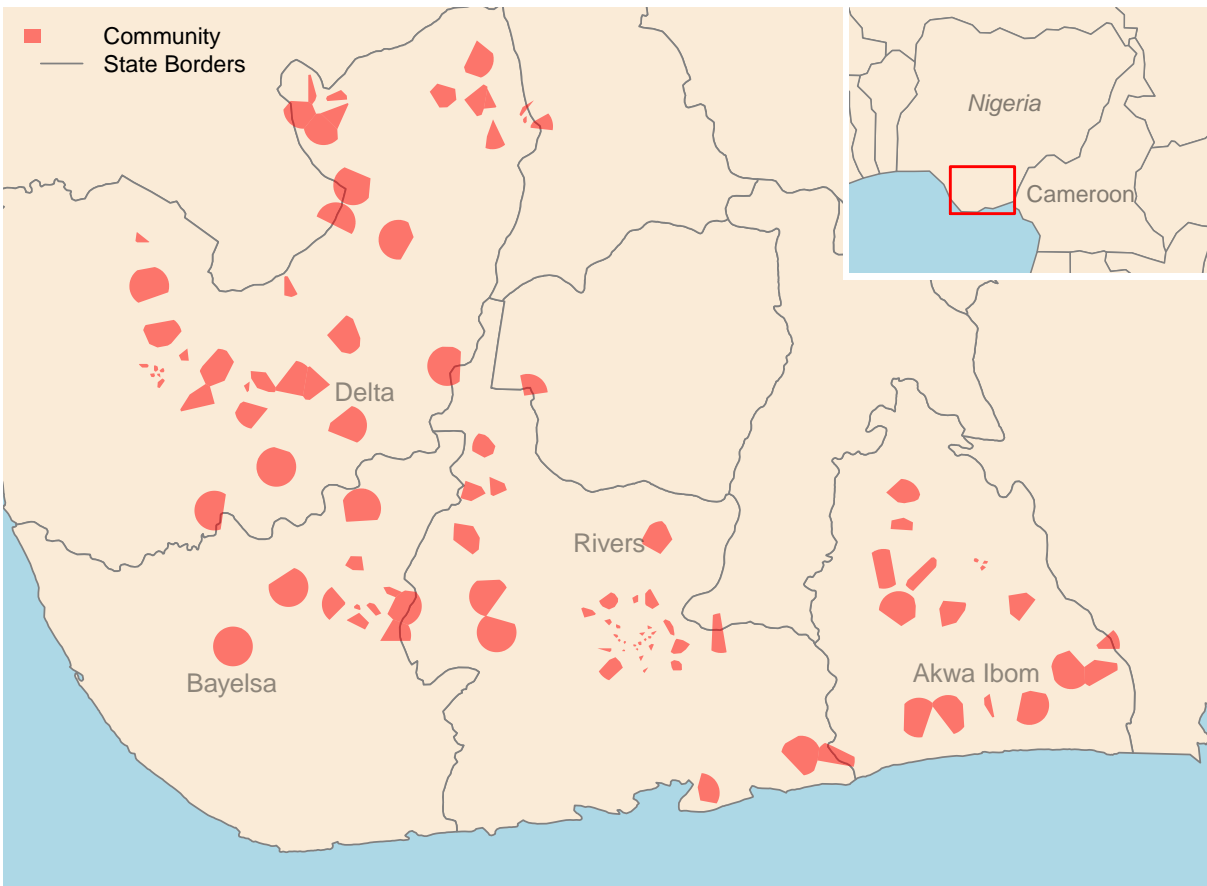 Community
State Borders
Nigeria
Cameroon
Delta
Rivers
Bayelsa
Akwa Ibom